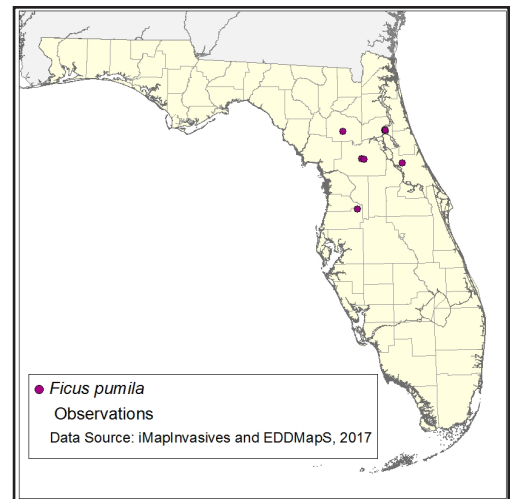 Ficus pumila
Observations
Data Source: iMapInvasives and EDDMapS, 2017